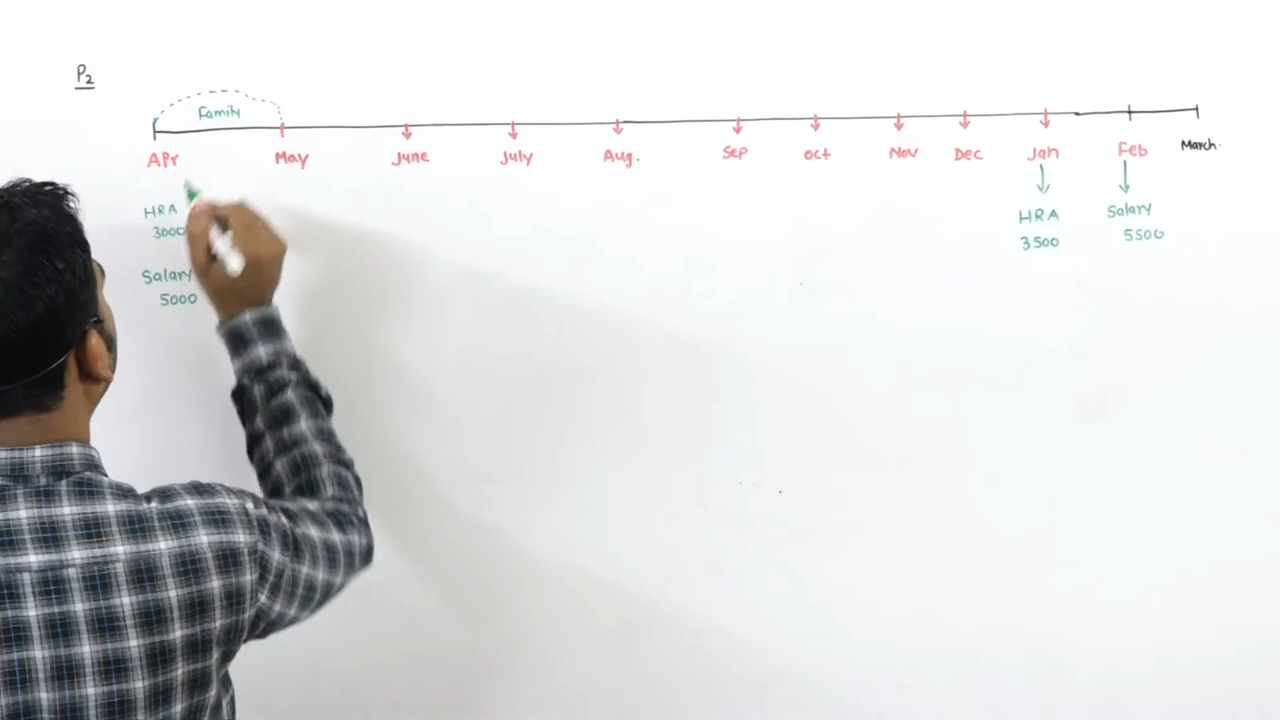 P2
Family
Apr May June July Aug. Sep oct Nov Dec Jan Feb March.
HRA
3000
Salary
5000
HRA
3500
Salary
5500